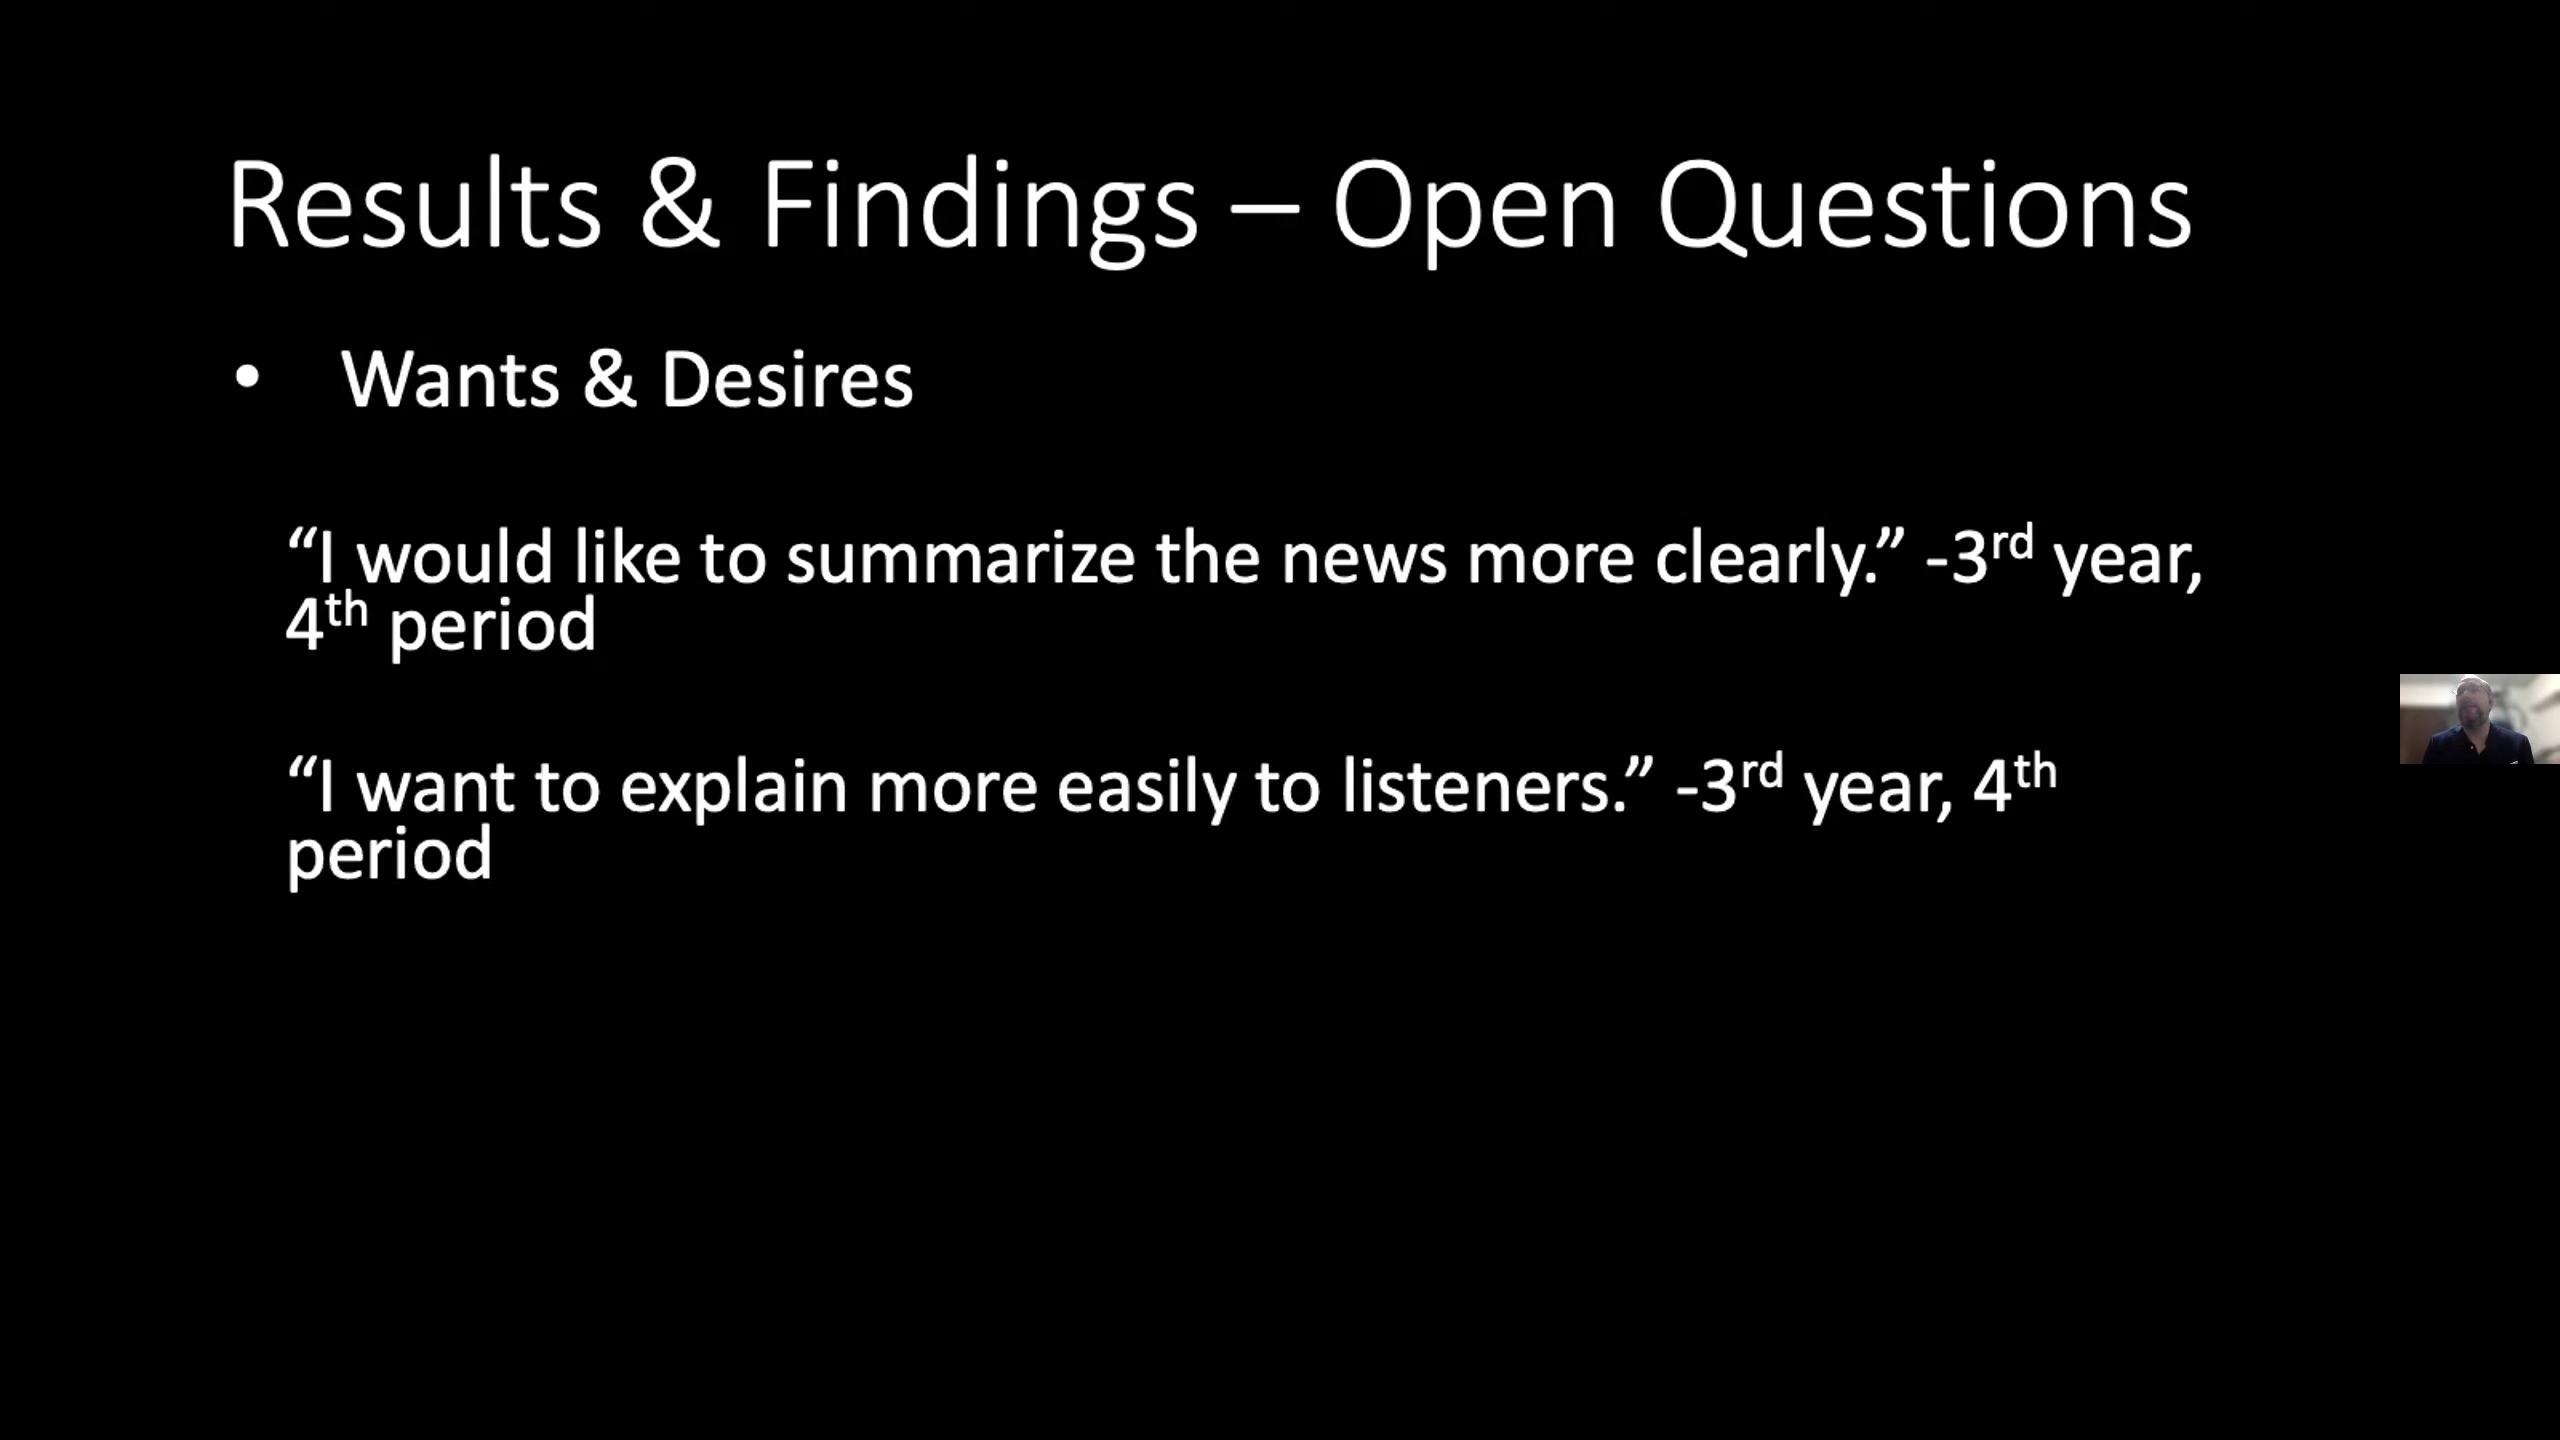 Results & Findings – Open Questions
• Wants & Desires
“I would like to summarize the news more clearly.” -3rd year,
4th period
“I want to explain more easily to listeners.” -3rd year, 4th
period